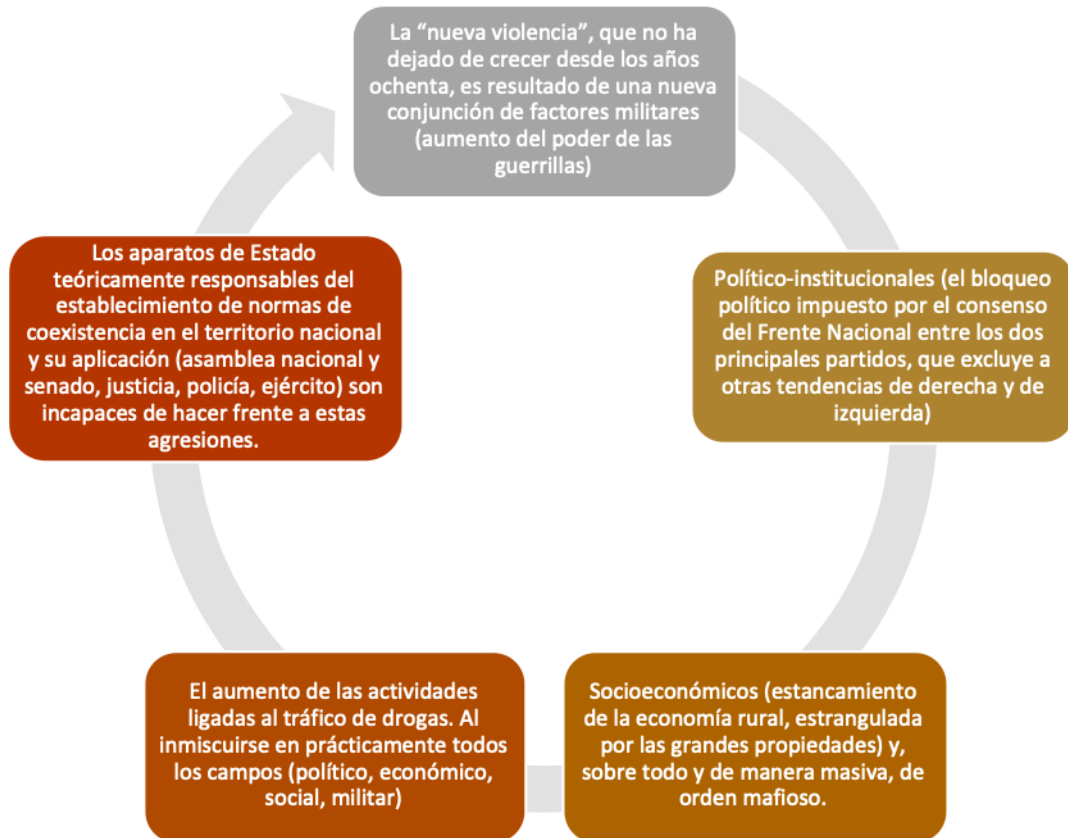 La “nueva violencia”, que no ha
dejado de crecer desde los años
ochenta, es resultado de una nueva
conjunción de factores militares
(aumento del poder de las
guerrillas)
Político-institucionales (el bloqueo
político impuesto por el consenso
del Frente Nacional entre los dos
principales partidos, que excluye a
otras tendencias de derecha y de
izquierda)
Socioeconómicos (estancamiento
de la economía rural, estrangulada
por las grandes propiedades) y,
sobre todo y de manera masiva, de
orden mafioso.
El aumento de las actividades
ligadas al tráfico de drogas. Al
inmiscuirse en prácticamente todos
los campos (político, económico,
social, militar)
Los aparatos de Estado
teóricamente responsables del
establecimiento de normas de
coexistencia en el territorio nacional
y su aplicación (asamblea nacional y
senado, justicia, policía, ejército) son
incapaces de hacer frente a estas
agresiones.